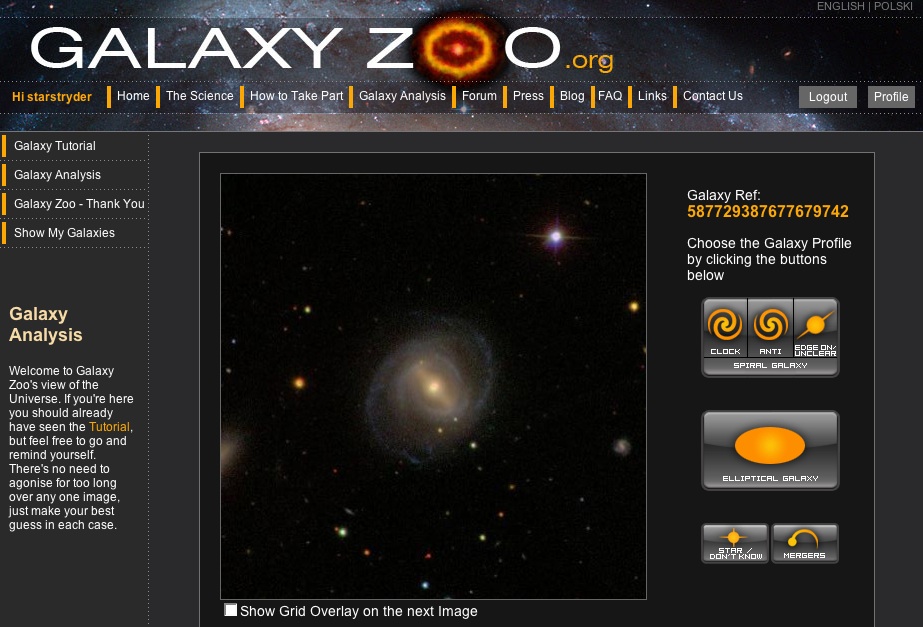 ENGLISH | POLSKI
GALAXY ZOO.org
Hi starstryder Home The Science How to Take Part Galaxy Analysis Forum Press Blog FAQ Links Contact Us Logout Profile
Galaxy Tutorial
Galaxy Analysis
Galaxy Zoo - Thank You
Show My Galaxies
Galaxy
Analysis
Welcome to Galaxy
Zoo's view of the
Universe. If you're here
you should already
have seen the Tutorial,
but feel free to go and
remind yourself.
There's no need to
agonise for too long
over any one image,
just make your best
guess in each case.
Show Grid Overlay on the next Image
Galaxy Ref:
587729387677679742
Choose the Galaxy Profile
by clicking the buttons
below
CLOCK ANTI EDGE ON/
UNCLEAR
SPIRAL GALAXY
ELLIPTICAL GALAXY
STAR /
DON'T KNOW
MERGERS